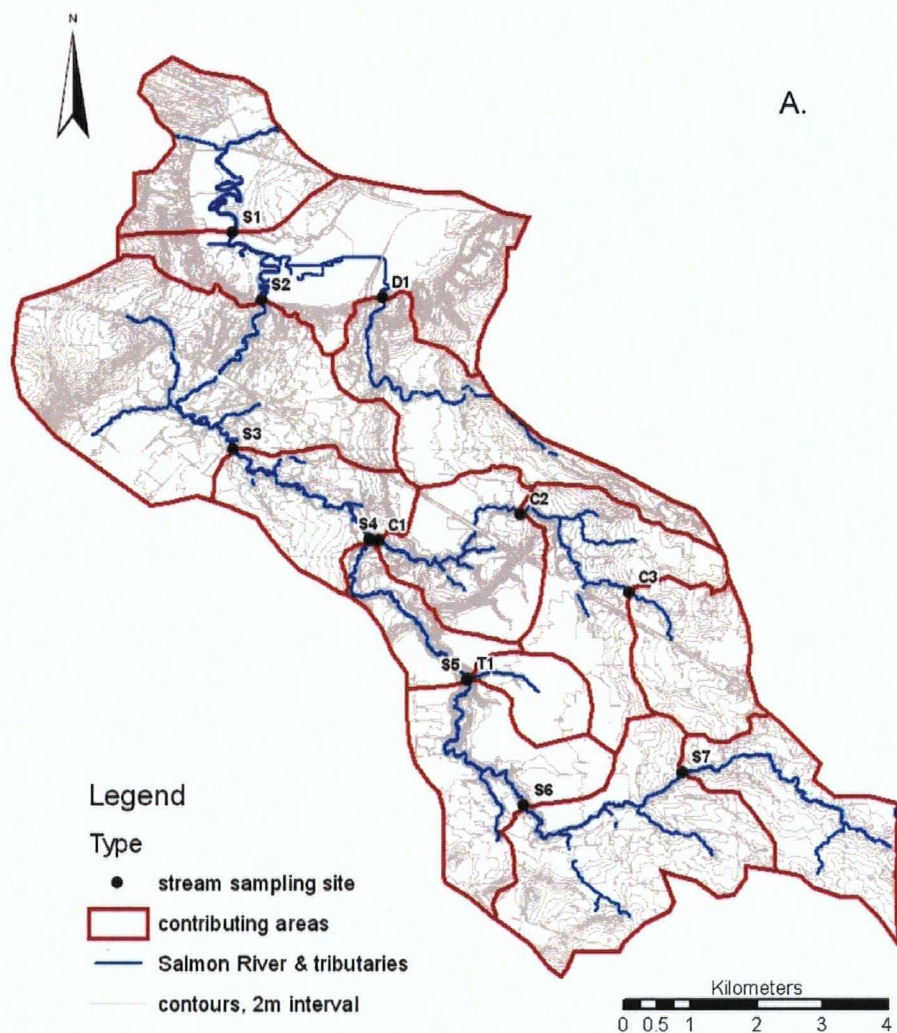 N
A.
S1
S2
D1
S3
C2
S4 C1
C3
S5 T1
S7
S6
Legend
Type
stream sampling site
contributing areas
Salmon River & tributaries
contours, 2m interval
Kilometers
0 0.5 1 2 3 4